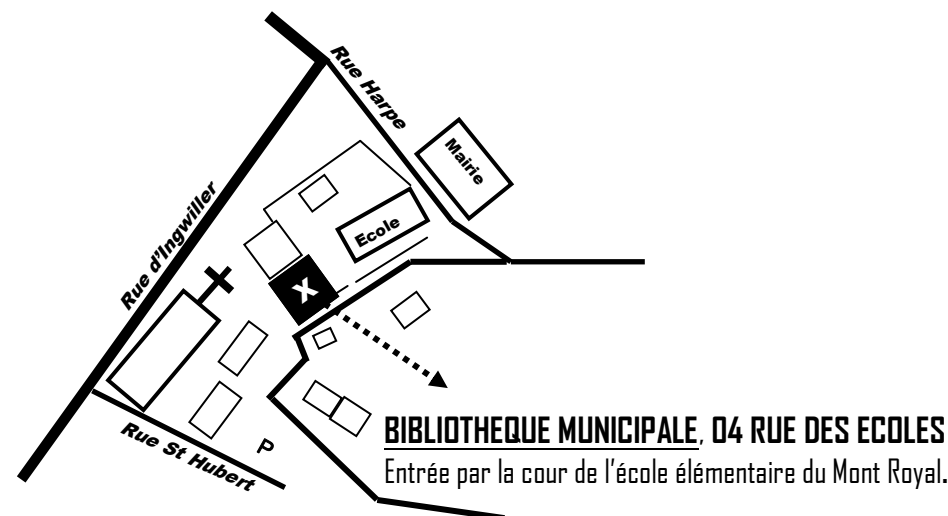 Rue Harpe
Mairie
Rue d'Ingwiller
Ecole
X
Rue St Hubert
P
BIBLIOTHEQUE MUNICIPALE, 04 RUE DES ECOLES
Entrée par la cour de l'école élémentaire du Mont Royal.